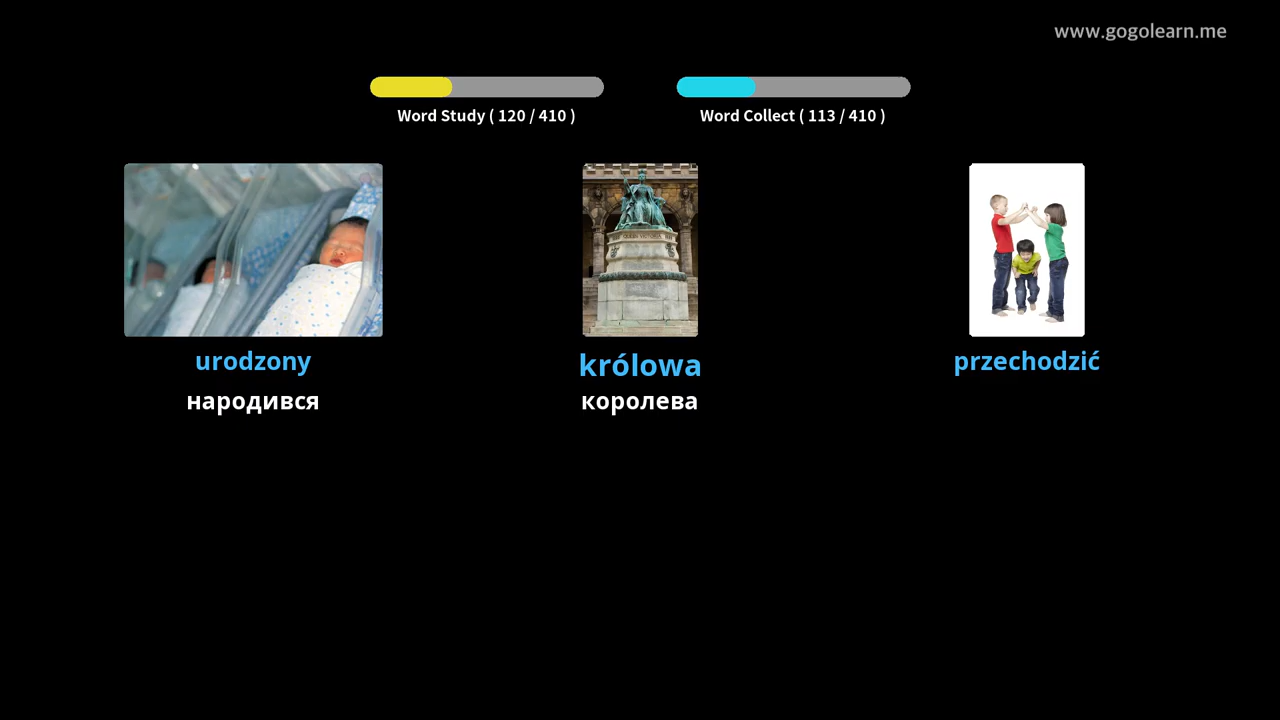 www.gogolearn.me
Word Study ( 120 / 410 )
Word Collect ( 113 / 410 )
urodzony
królowa
przechodzić
народився
королева